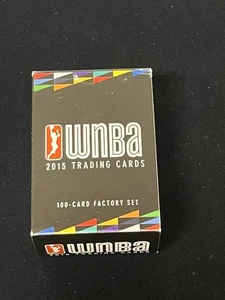 WNBA
2015 TRADING CARDS
100-CARD FACTORY SET
WNBA